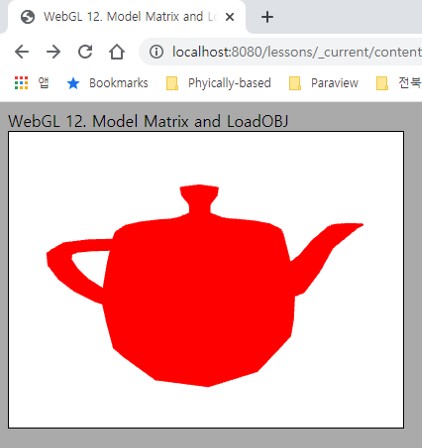 WebGL 12. Model Matrix and Lo
localhost:8080/lessons/_current/content
앱 Bookmarks Phyically-based Paraview 전북
WebGL 12. Model Matrix and LoadOBJ